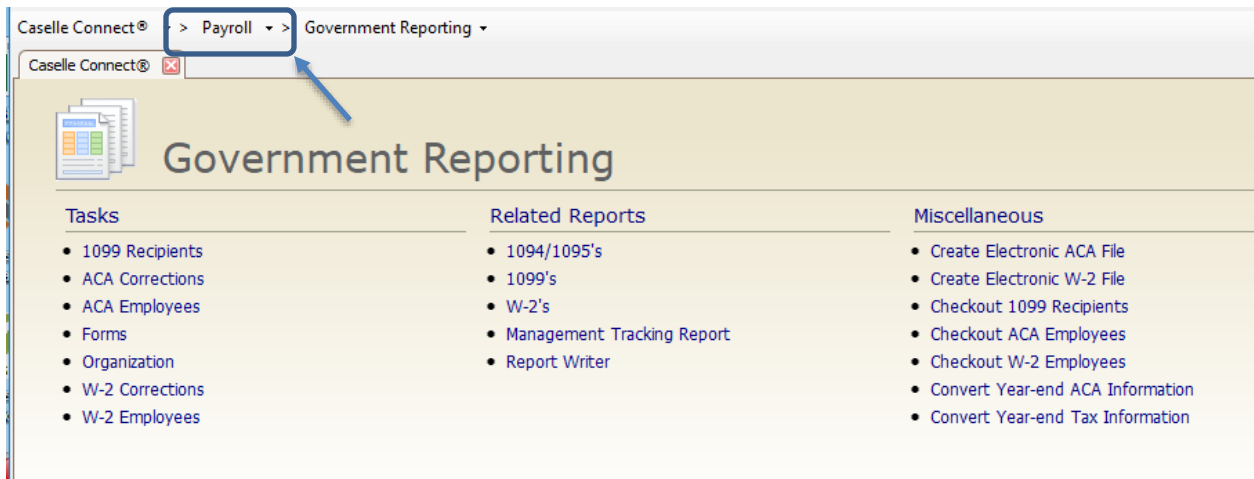 Caselle Connect® > Payroll > Government Reporting
Caselle Connect®
Government Reporting
Tasks
1099 Recipients
ACA Corrections
ACA Employees
Forms
Organization
W-2 Corrections
W-2 Employees
Related Reports
1094/1095's
1099's
W-2's
Management Tracking Report
Report Writer
Miscellaneous
Create Electronic ACA File
Create Electronic W-2 File
Checkout 1099 Recipients
Checkout ACA Employees
Checkout W-2 Employees
Convert Year-end ACA Information
Convert Year-end Tax Information